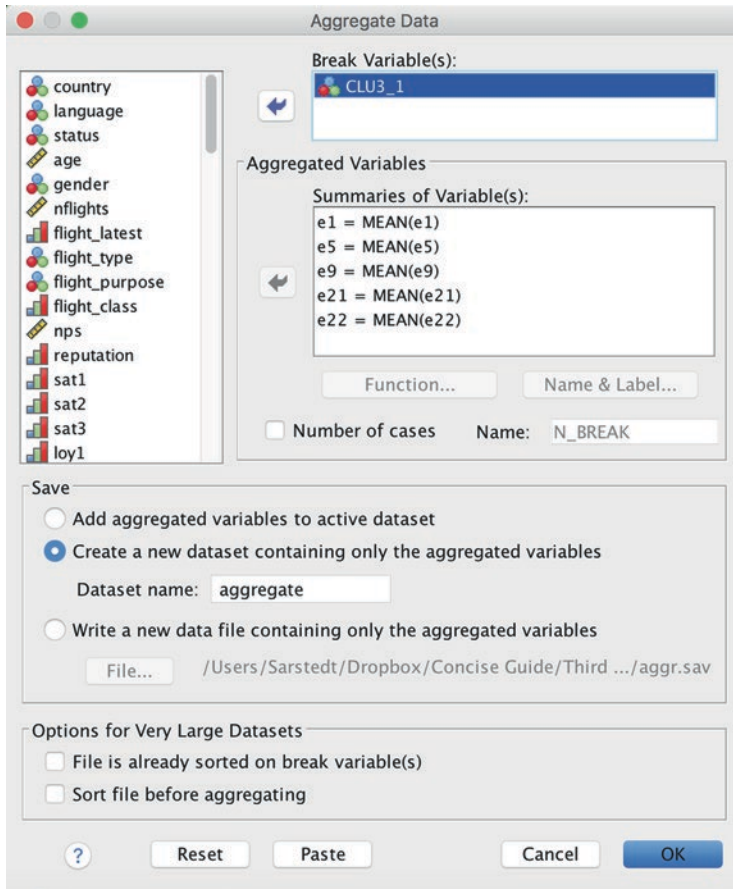 Aggregate Data
country
language
status
age
gender
nflights
flight_latest
flight_type
flight_purpose
flight_class
nps
reputation
sat1
sat2
sat3
loy1
Break Variable(s):
CLU3_1
Aggregated Variables
Summaries of Variable(s):
e1 = MEAN(e1)
e5 = MEAN(e5)
e9 = MEAN(e9)
e21 = MEAN(e21)
e22 = MEAN(e22)
Function... Name & Label...
Number of cases Name: N_BREAK
Save
Add aggregated variables to active dataset
Create a new dataset containing only the aggregated variables
Dataset name: aggregate
Write a new data file containing only the aggregated variables
File... /Users/Sarstedt/Dropbox/Concise Guide/Third .../aggr.sav
Options for Very Large Datasets
File is already sorted on break variable(s)
Sort file before aggregating
? Reset Paste Cancel OK